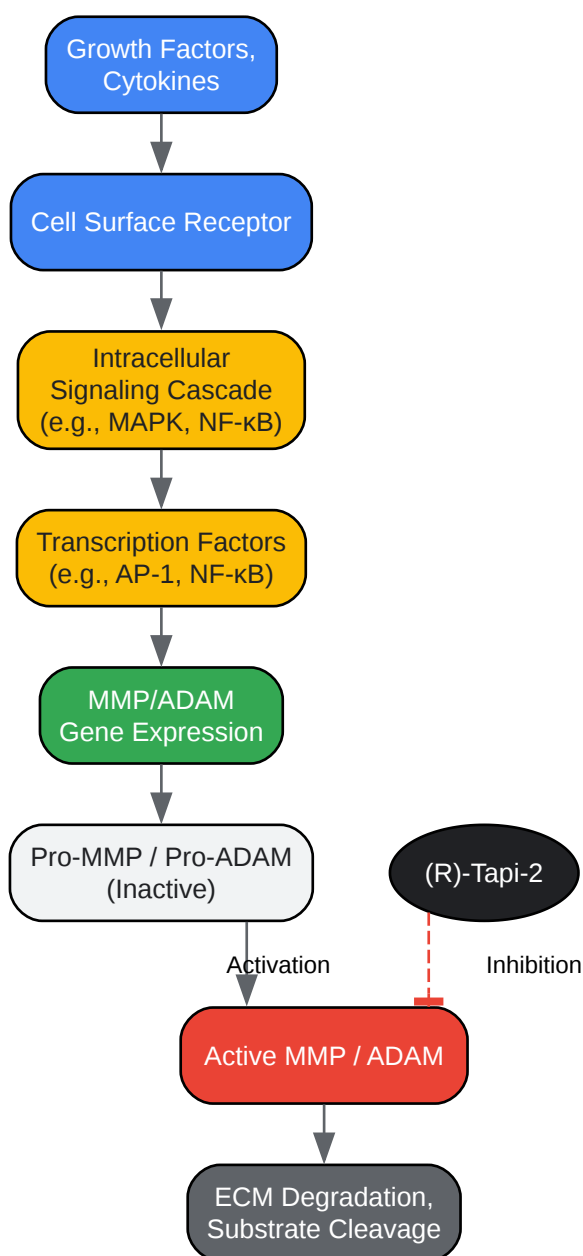 Growth Factors,
Cytokines
Cell Surface Receptor
Intracellular
Signaling Cascade
(e.g., MAPK, NF-κB)
Transcription Factors
(e.g., AP-1, NF-κB)
MMP/ADAM
Gene Expression
Pro-MMP / Pro-ADAM
(Inactive)
(R)-Tapi-2
Activation
Inhibition
Active MMP / ADAM
ECM Degradation,
Substrate Cleavage